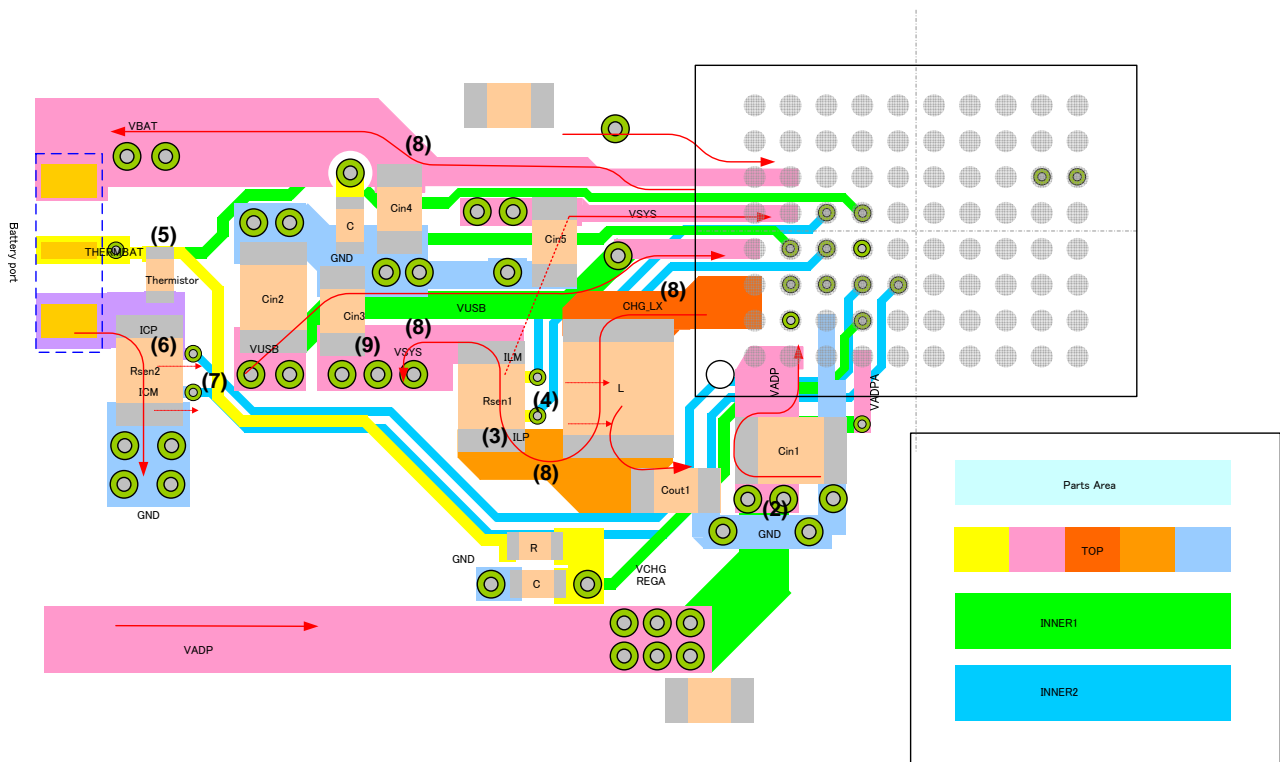 VBAT
(8)
Battery port
(5)
THERMBAT
Thermistor
Cin4
C
GND
VSYS
Cin5
Cin2
Cin3
VUSB
(8)
CHG_LX
ICP
(6)
Rsen2
(7)
ICM
VUSB
(9)
(8)
VSYS
ILM
Rsen1
(4)
L
(3)
ILP
(8)
VADP
VADPA
Cin1
Cout1
(2)
GND
GND
R
GND
C
VCHG
REGA
VADP
Parts Area
TOP
INNER1
INNER2